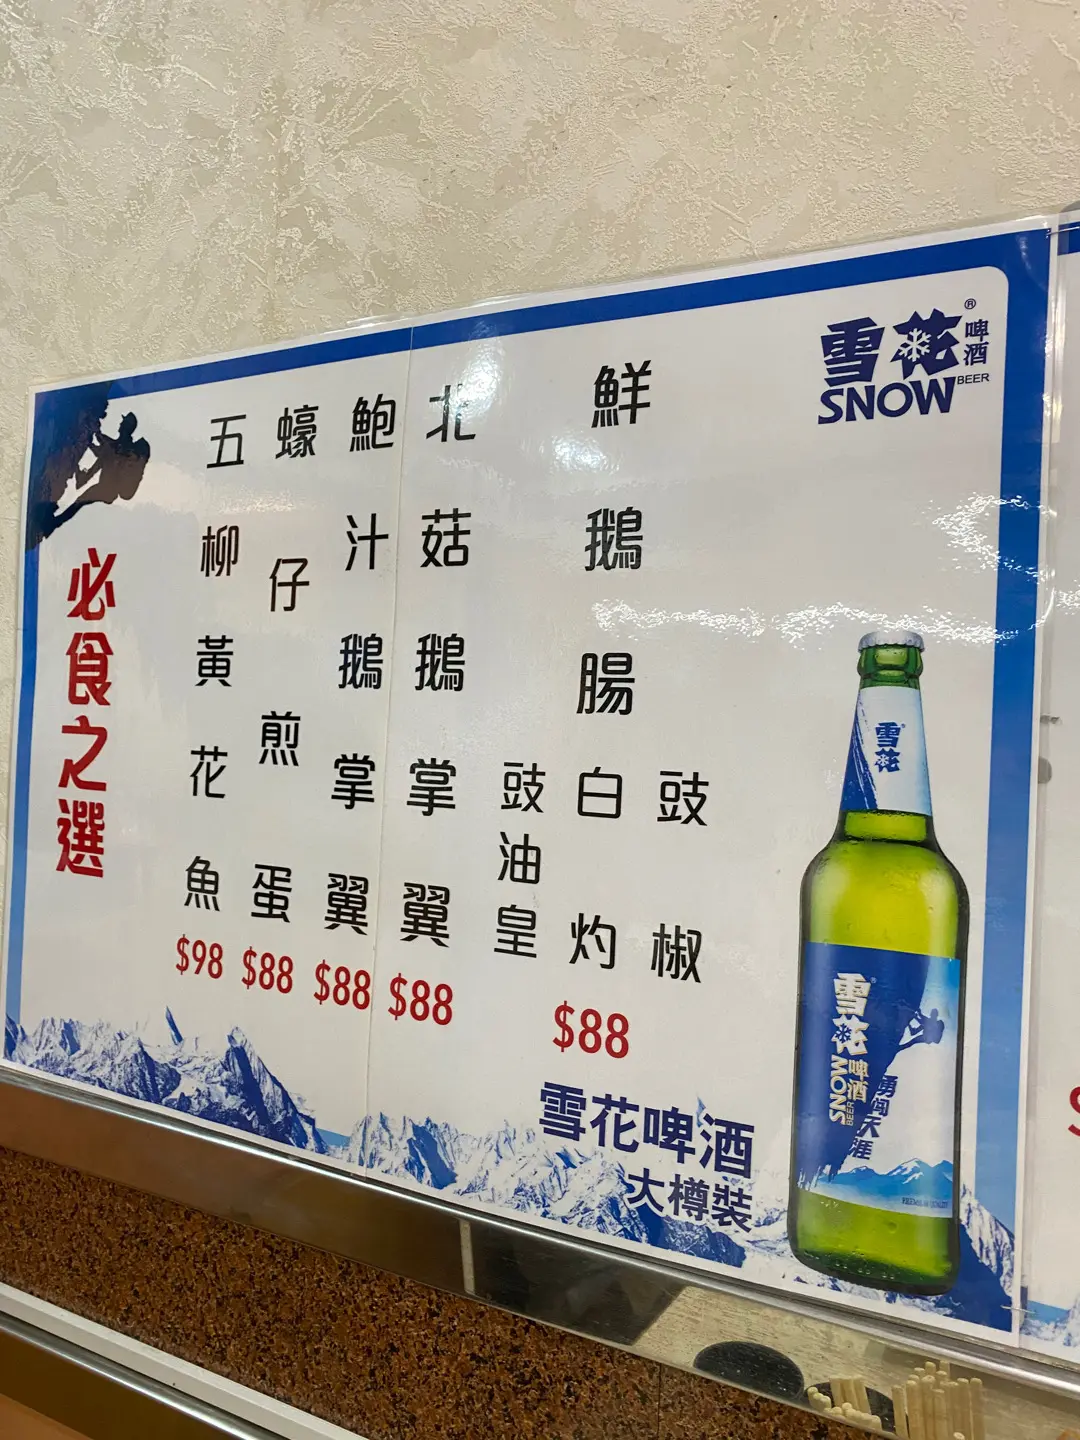 雪花啤酒®
SNOW BEER
鮮鵝腸
豉椒
白灼
豉油皇
$88
北菇鵝掌翼
$88
鮑汁鵝掌翼
$88
蠔仔煎蛋
$88
五柳黃花魚
$98
必食之選
雪花
雪花啤酒
SNOW BEER
勇闯天涯
雪花啤酒
大樽裝